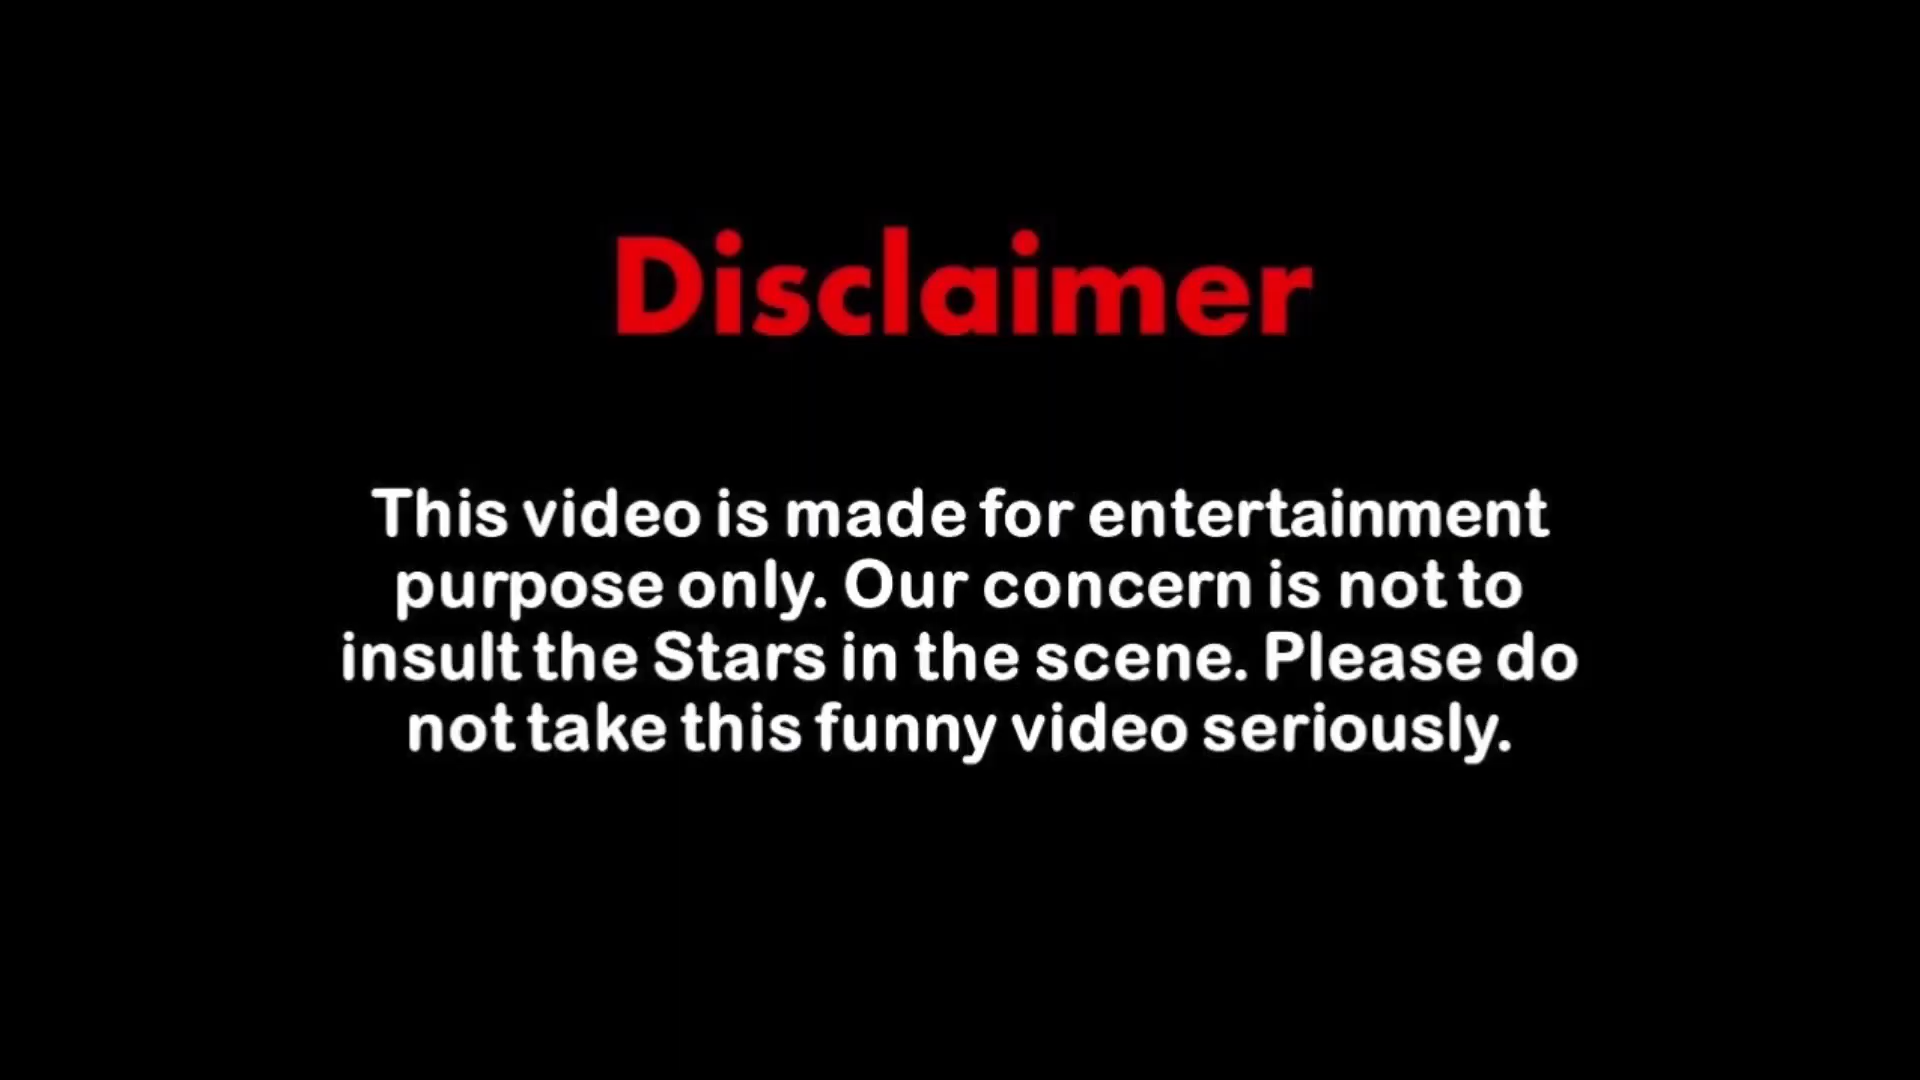 Disclaimer
This video is made for entertainment
purpose only. Our concern is not to
insult the Stars in the scene. Please do
not take this funny video seriously.